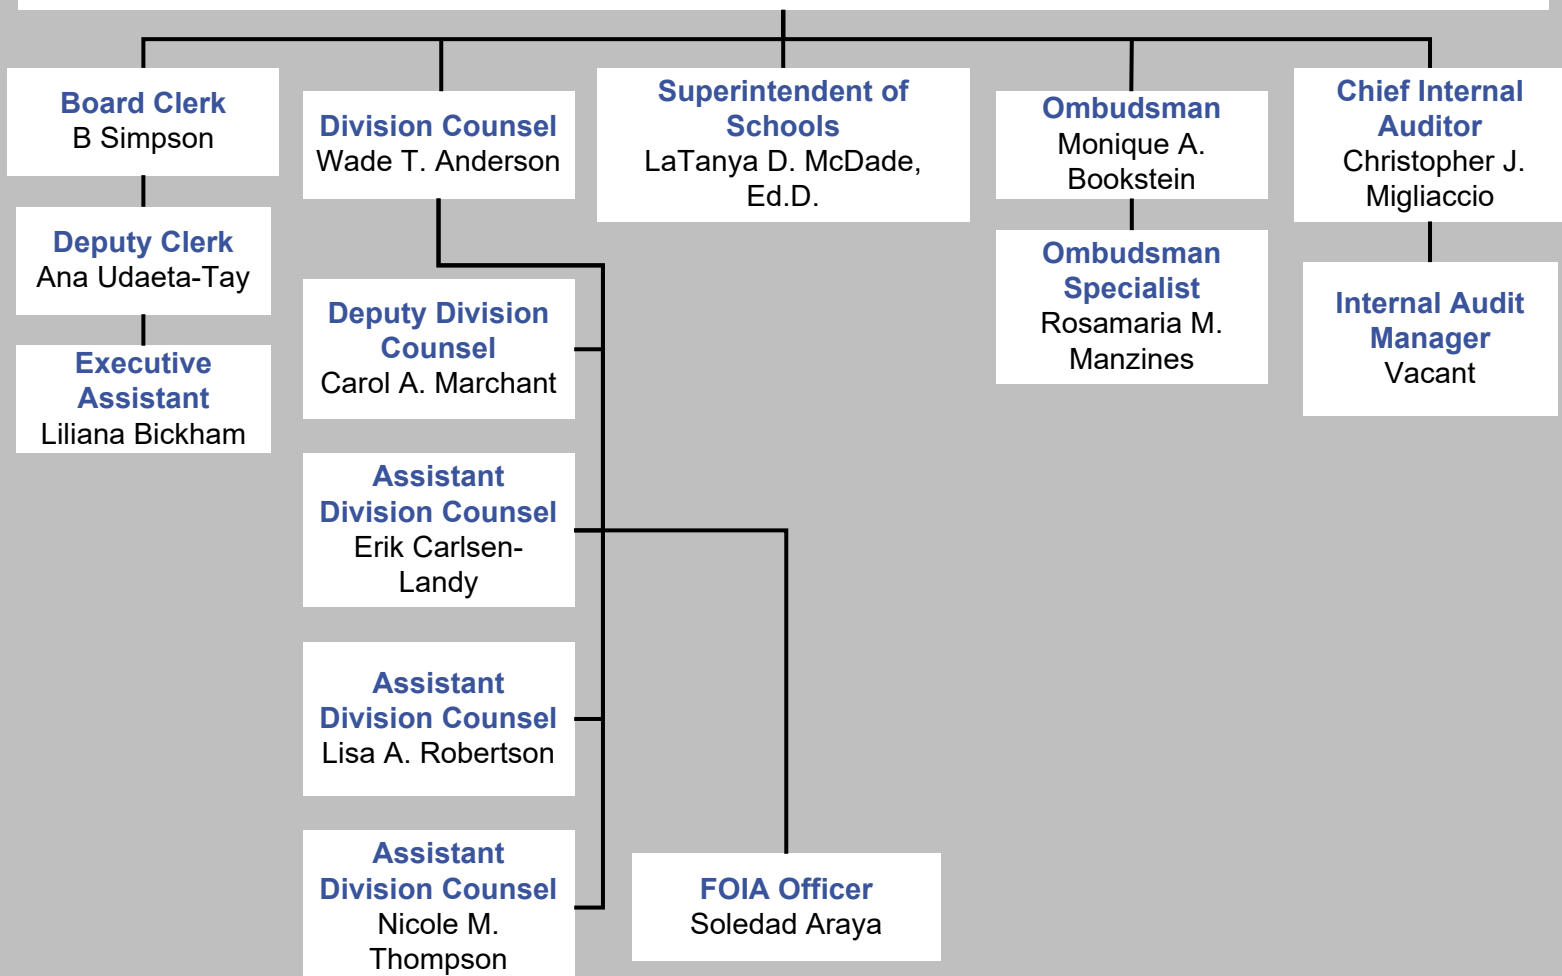 Board Clerk
B Simpson
Deputy Clerk
Ana Udaeta-Tay
Executive
Assistant
Liliana Bickham
Division Counsel
Wade T. Anderson
Deputy Division
Counsel
Carol A. Marchant
Assistant
Division Counsel
Erik Carlsen-
Landy
Assistant
Division Counsel
Lisa A. Robertson
Assistant
Division Counsel
Nicole M.
Thompson
FOIA Officer
Soledad Araya
Superintendent of
Schools
LaTanya D. McDade,
Ed.D.
Ombudsman
Monique A.
Bookstein
Ombudsman
Specialist
Rosamaria M.
Manzines
Chief Internal
Auditor
Christopher J.
Migliaccio
Internal Audit
Manager
Vacant